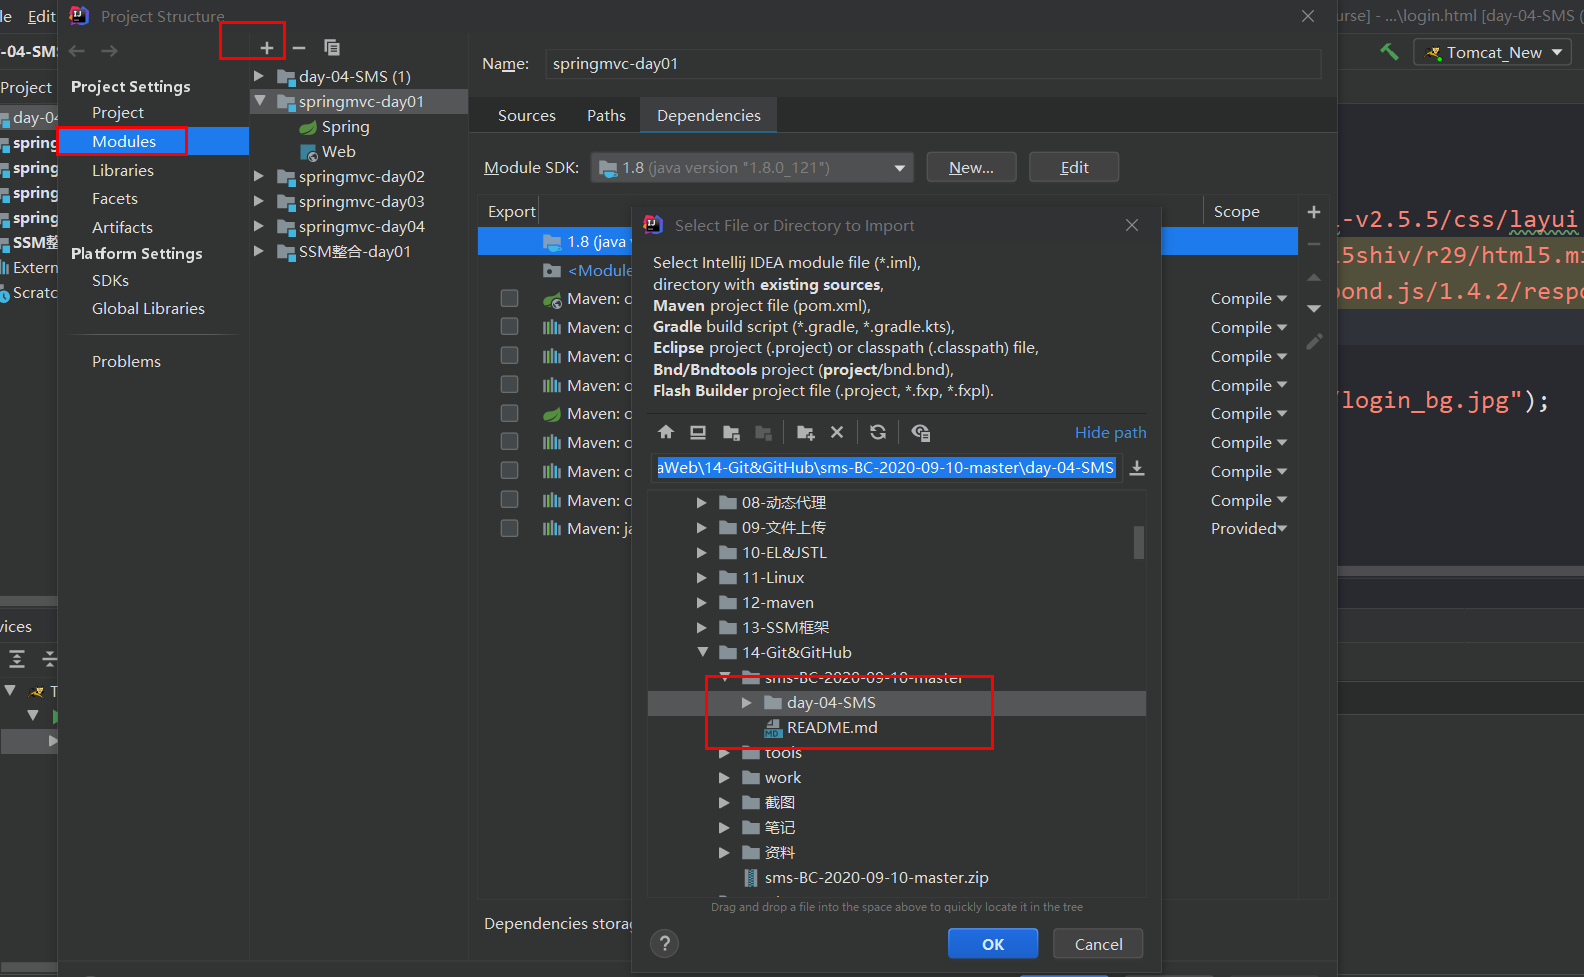 le Edit
Project Structure
urse] - ...\login.html [day-04-SMS (
-04-SMS
Tomcat_New
Project
day-04
spring
spring
spring
spring
SSM整
Extern
Scratc
vices
T
Project Settings
Project
Modules
Libraries
Facets
Artifacts
Platform Settings
SDKs
Global Libraries
Problems
day-04-SMS (1)
springmvc-day01
Spring
Web
springmvc-day02
springmvc-day03
springmvc-day04
SSM整合-day01
Name: springmvc-day01
Sources Paths Dependencies
Module SDK: 1.8 (java version "1.8.0_121") New... Edit
Export Scope
1.8 (java v
<Module
Maven: o Compile
Maven: o Compile
Maven: o Compile
Maven: o Compile
Maven: o Compile
Maven: o Compile
Maven: o Compile
Maven: o Compile
Maven: ja Provided
Dependencies storag
Select File or Directory to Import
Select Intellij IDEA module file (*.iml),
directory with existing sources,
Maven project file (pom.xml),
Gradle build script (*.gradle, *.gradle.kts),
Eclipse project (.project) or classpath (.classpath) file,
Bnd/Bndtools project (project/bnd.bnd),
Flash Builder project file (.project, *.fxp, *.fxpl).
Hide path
aWeb\14-Git&GitHub\sms-BC-2020-09-10-master\day-04-SMS
08-动态代理
09-文件上传
10-EL&JSTL
11-Linux
12-maven
13-SSM框架
14-Git&GitHub
sms-BC-2020-09-10-master
day-04-SMS
README.md
tools
work
截图
笔记
资料
sms-BC-2020-09-10-master.zip
Drag and drop a file into the space above to quickly locate it in the tree
? OK Cancel
-v2.5.5/css/layui
l5shiv/r29/html5.mi
pond.js/1.4.2/respo
/login_bg.jpg");